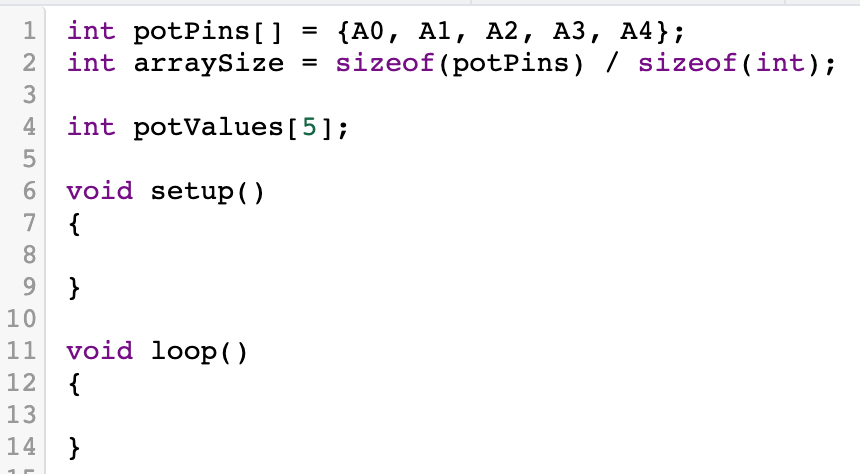 1 int potPins[] = {A0, A1, A2, A3, A4};
2 int arraySize = sizeof(potPins) / sizeof(int);
3
4 int potValues[5];
5
6 void setup()
7 {
8
9 }
10
11 void loop()
12 {
13
14 }